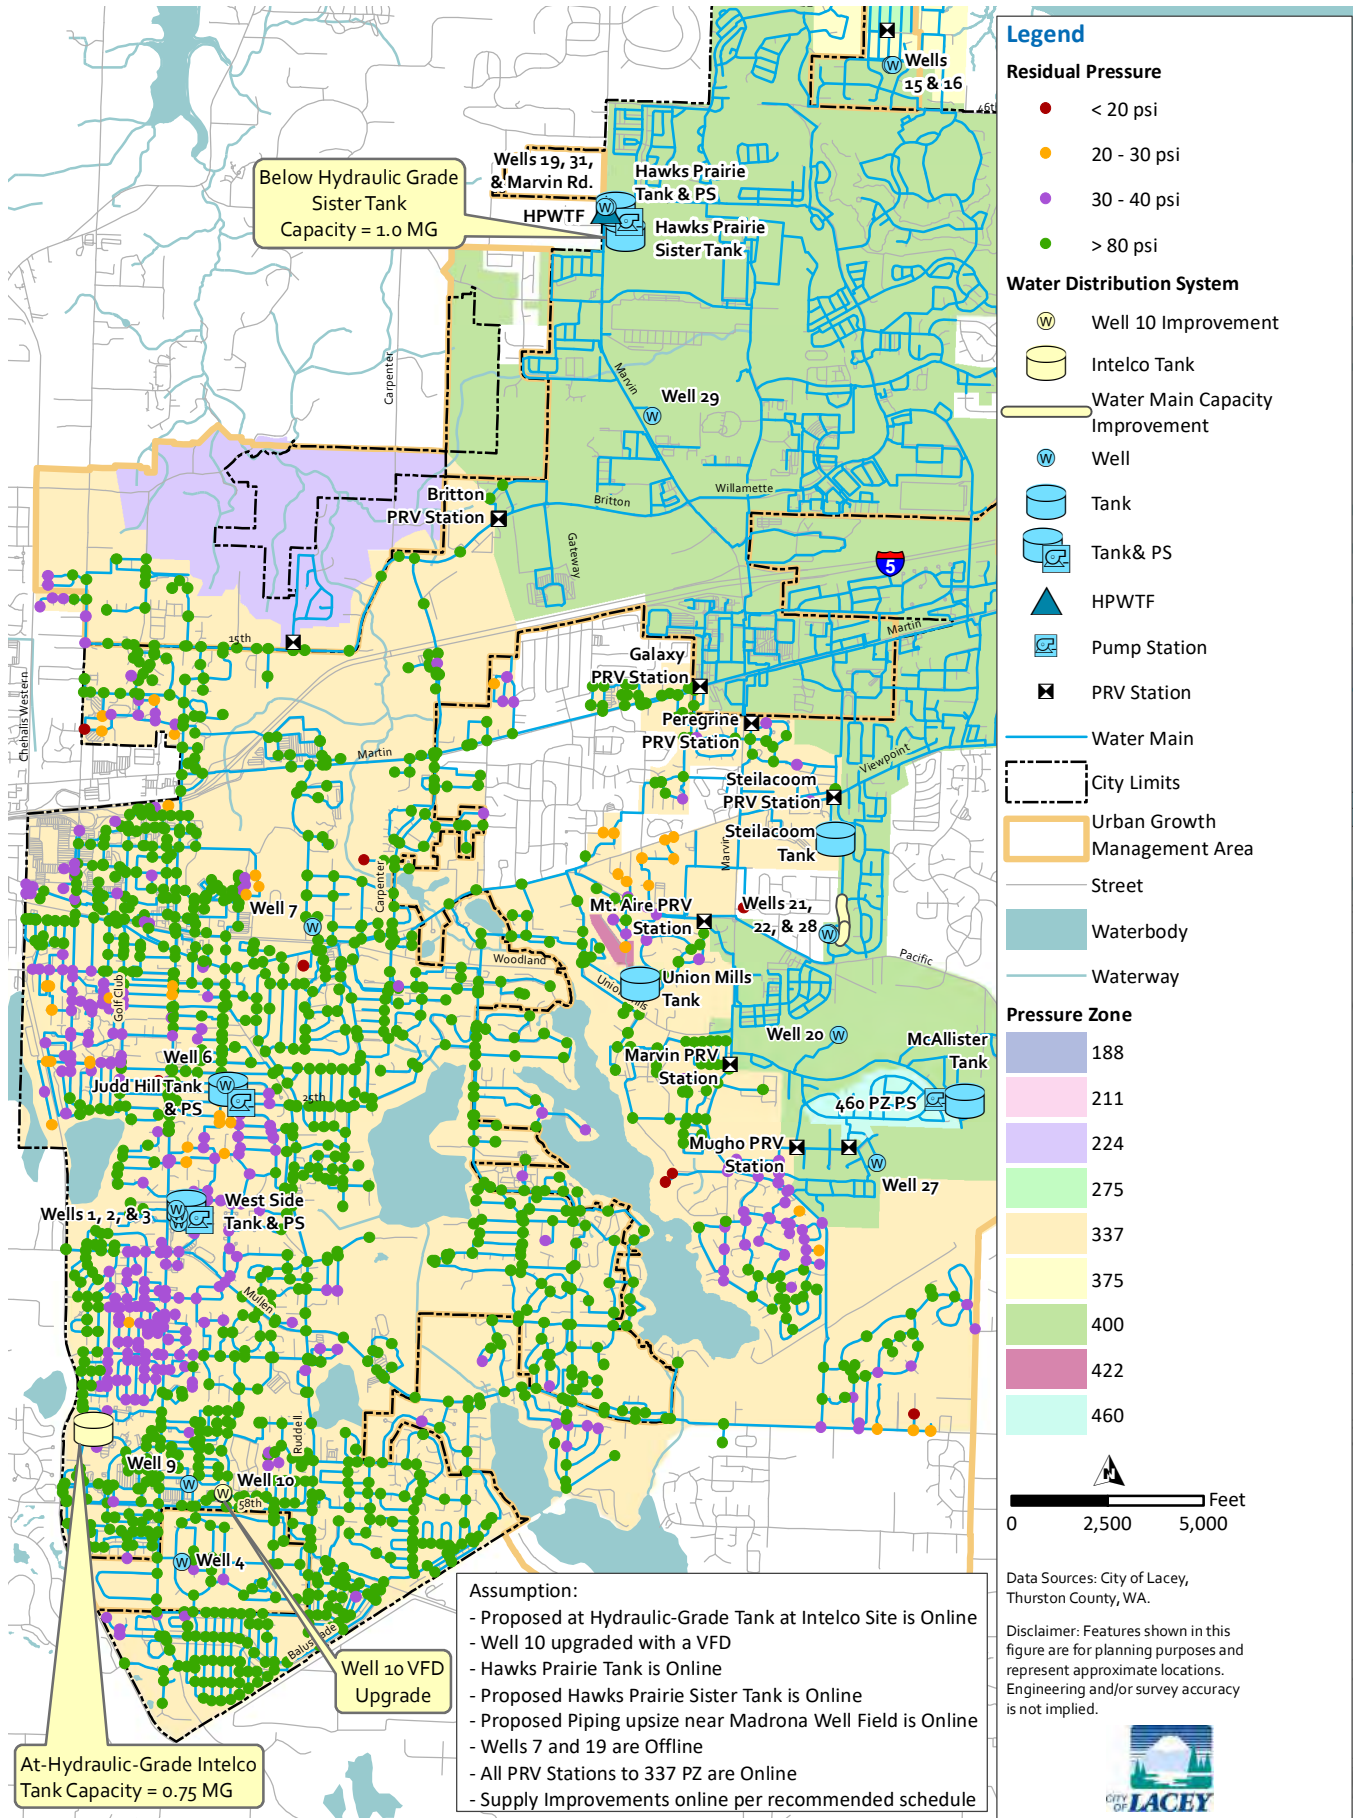 Wells
15 & 16
46th
Wells 19, 31,
& Marvin Rd.
Hawks Prairie
Tank & PS
Below Hydraulic Grade
Sister Tank
Capacity = 1.0 MG
HPWTF
Hawks Prairie
Sister Tank
Carpenter
Marvin
Well 29
Willamette
Britton
PRV Station
Britton
Gateway
5
15th
Martin
Galaxy
PRV Station
Chehalis Western
Peregrine
PRV Station
Martin
Viewpoint
Steilacoom
PRV Station
Steilacoom
Tank
Marvin
Carpenter
Well 7
Mt. Aire PRV
Station
Wells 21,
22, & 28
Pacific
Woodland
Golf Club
Union Mills
Union Mills
Tank
Well 20
McAllister
Tank
Well 6
Judd Hill Tank
& PS
25th
Marvin PRV
Station
460 PZ PS
Mugho PRV
Station
Well 27
Wells 1, 2, & 3
West Side
Tank & PS
Mullen
Ruddell
Well 9
Well 10
58th
Well 4
Balustrade
Well 10 VFD
Upgrade
At-Hydraulic-Grade Intelco
Tank Capacity = 0.75 MG
Assumption:
- Proposed at Hydraulic-Grade Tank at Intelco Site is Online
- Well 10 upgraded with a VFD
- Hawks Prairie Tank is Online
- Proposed Hawks Prairie Sister Tank is Online
- Proposed Piping upsize near Madrona Well Field is Online
- Wells 7 and 19 are Offline
- All PRV Stations to 337 PZ are Online
- Supply Improvements online per recommended schedule
Legend
Residual Pressure
< 20 psi
20 - 30 psi
30 - 40 psi
> 80 psi
Water Distribution System
W Well 10 Improvement
Intelco Tank
Water Main Capacity
Improvement
W Well
Tank
Tank& PS
HPWTF
Pump Station
PRV Station
Water Main
City Limits
Urban Growth
Management Area
Street
Waterbody
Waterway
Pressure Zone
188
211
224
275
337
375
400
422
460
N
Feet
0 2,500 5,000
Data Sources: City of Lacey,
Thurston County, WA.
Disclaimer: Features shown in this
figure are for planning purposes and
represent approximate locations.
Engineering and/or survey accuracy
is not implied.
CITY OF LACEY